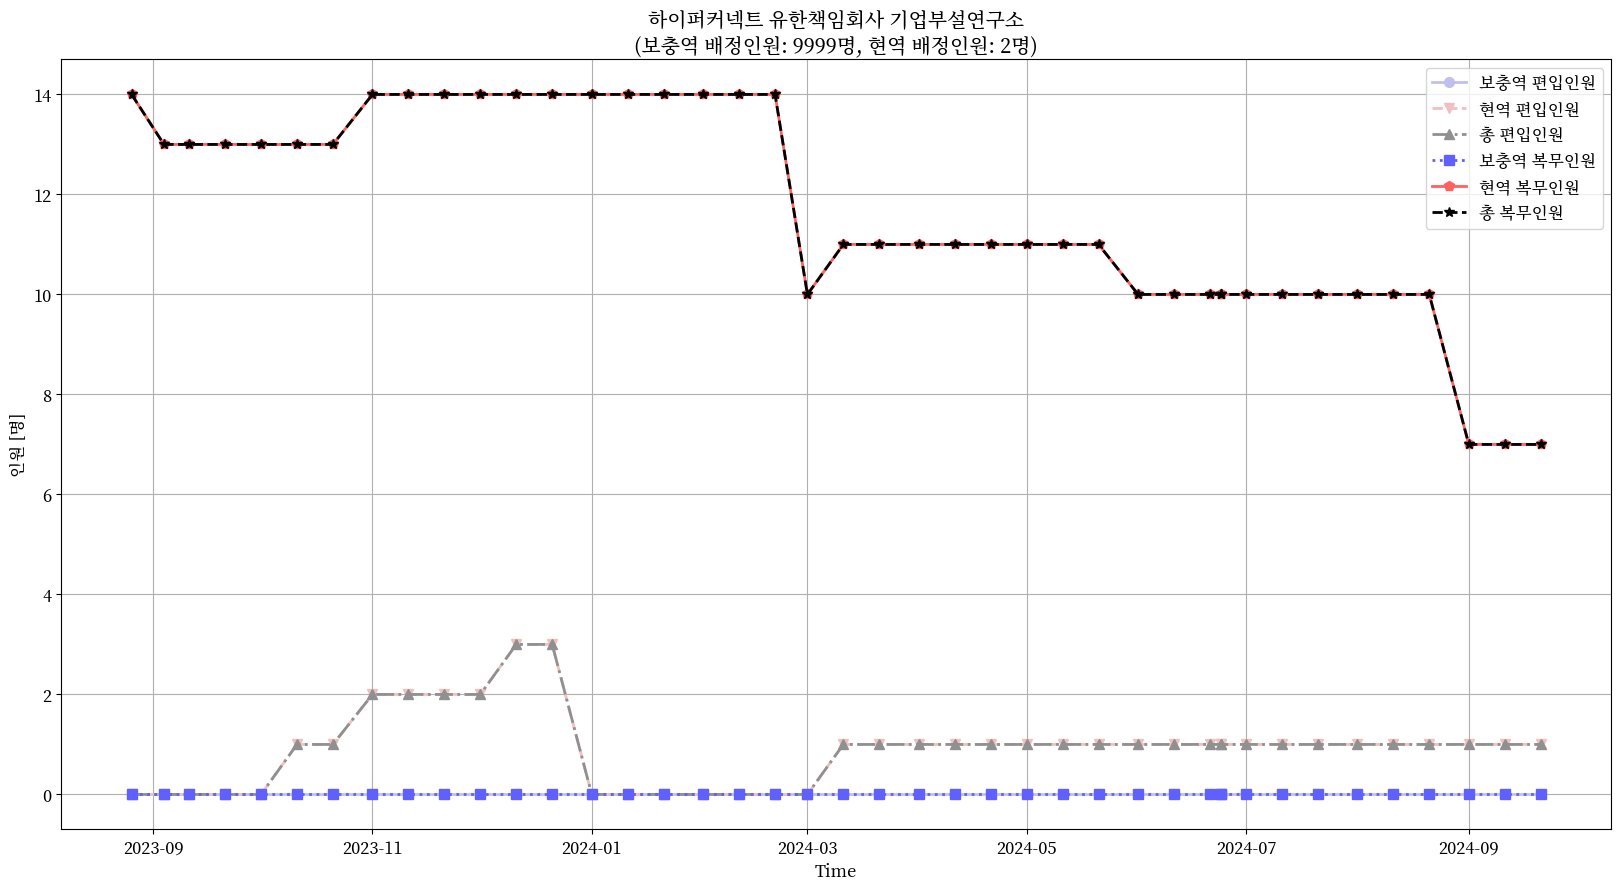 하이퍼커넥트 유한책임회사 기업부설연구소
(보충역 배정인원: 9999명, 현역 배정인원: 2명)
보충역 편입인원
현역 편입인원
총 편입인원
보충역 복무인원
현역 복무인원
총 복무인원
인원 [명]
14
12
10
8
6
4
2
0
2023-09
2023-11
2024-01
2024-03
2024-05
2024-07
2024-09
Time